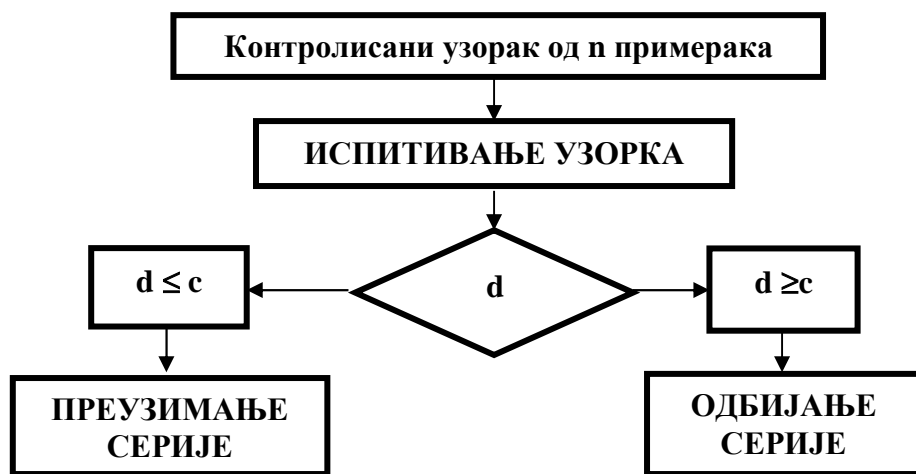 Контролисани узорак од n примерака
ИСПИТИВАЊЕ УЗОРКА
d ≤ c
d
d ≥c
ПРЕУЗИМАЊЕ
СЕРИЈЕ
ОДБИЈАЊЕ
СЕРИЈЕ